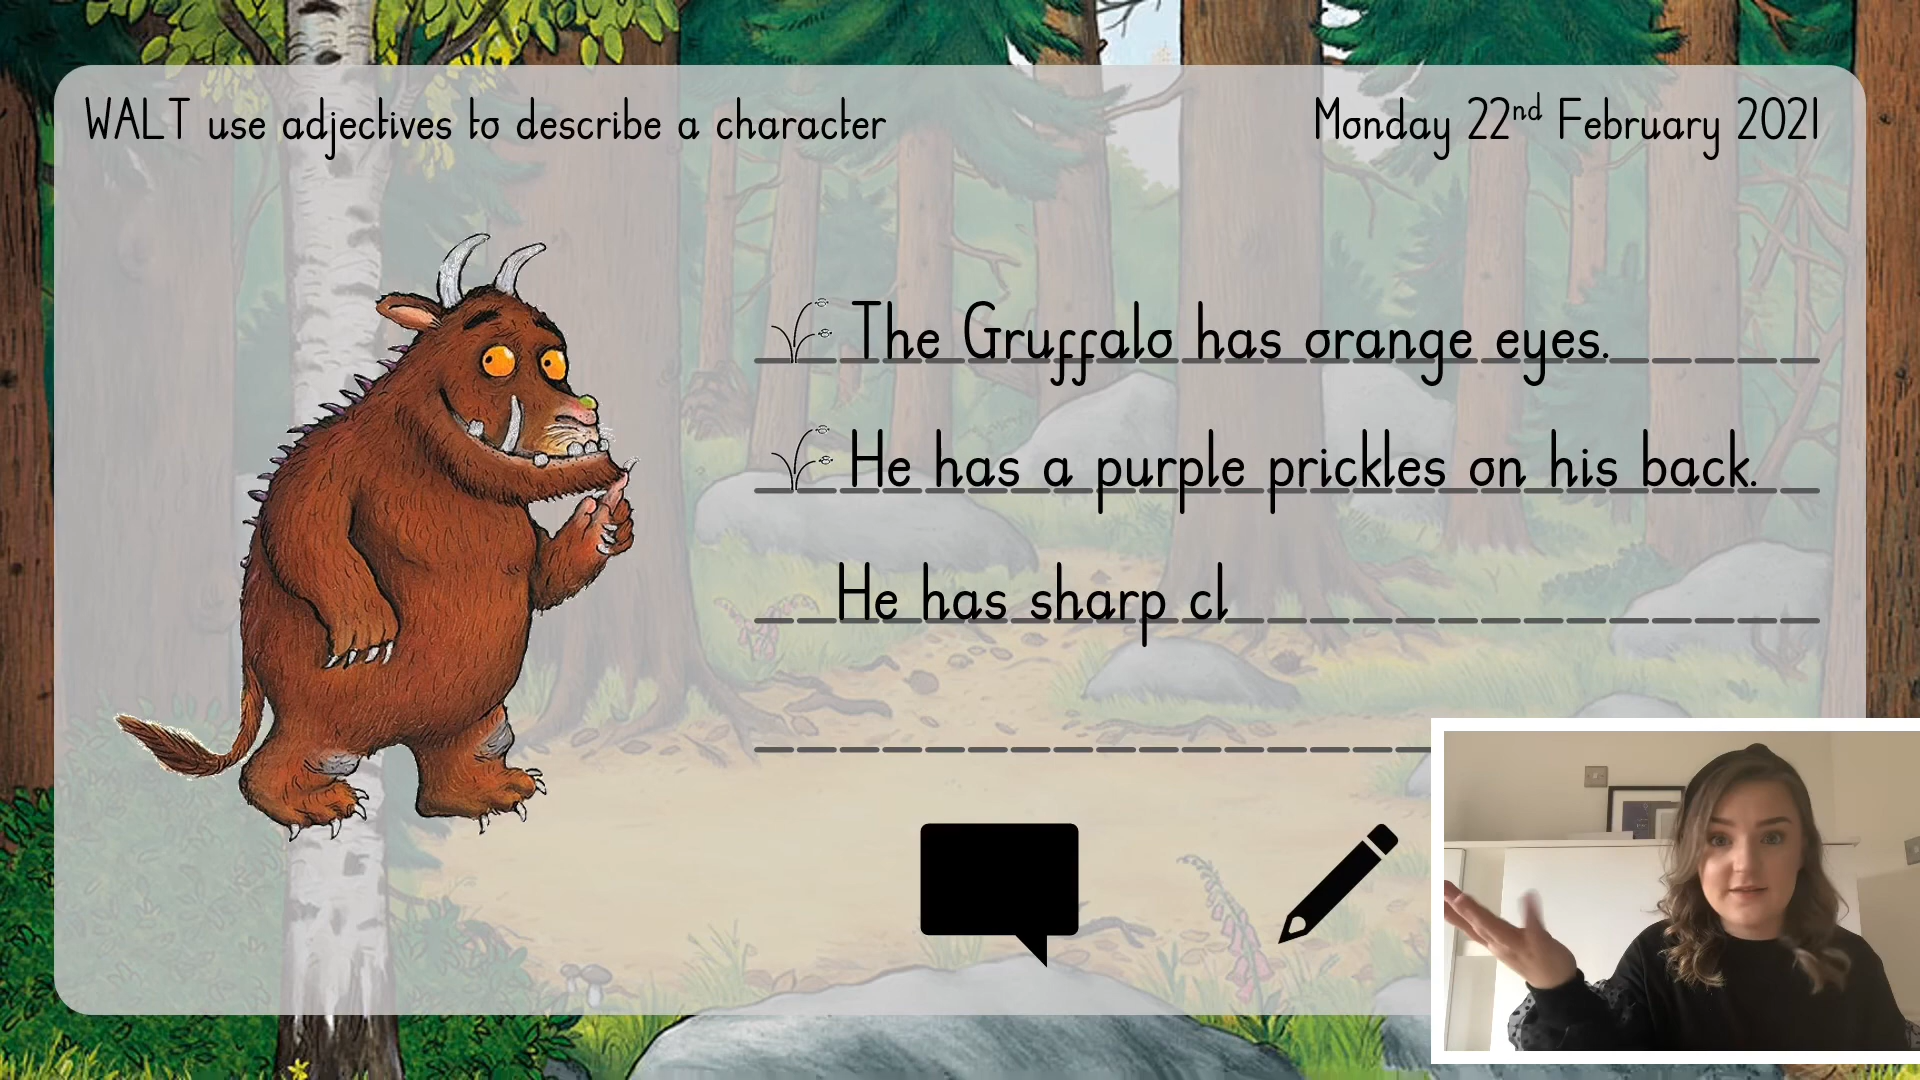 WALT use adjectives to describe a character
Monday 22nd February 2021
The Gruffalo has orange eyes.
He has a purple prickles on his back.
He has sharp cl